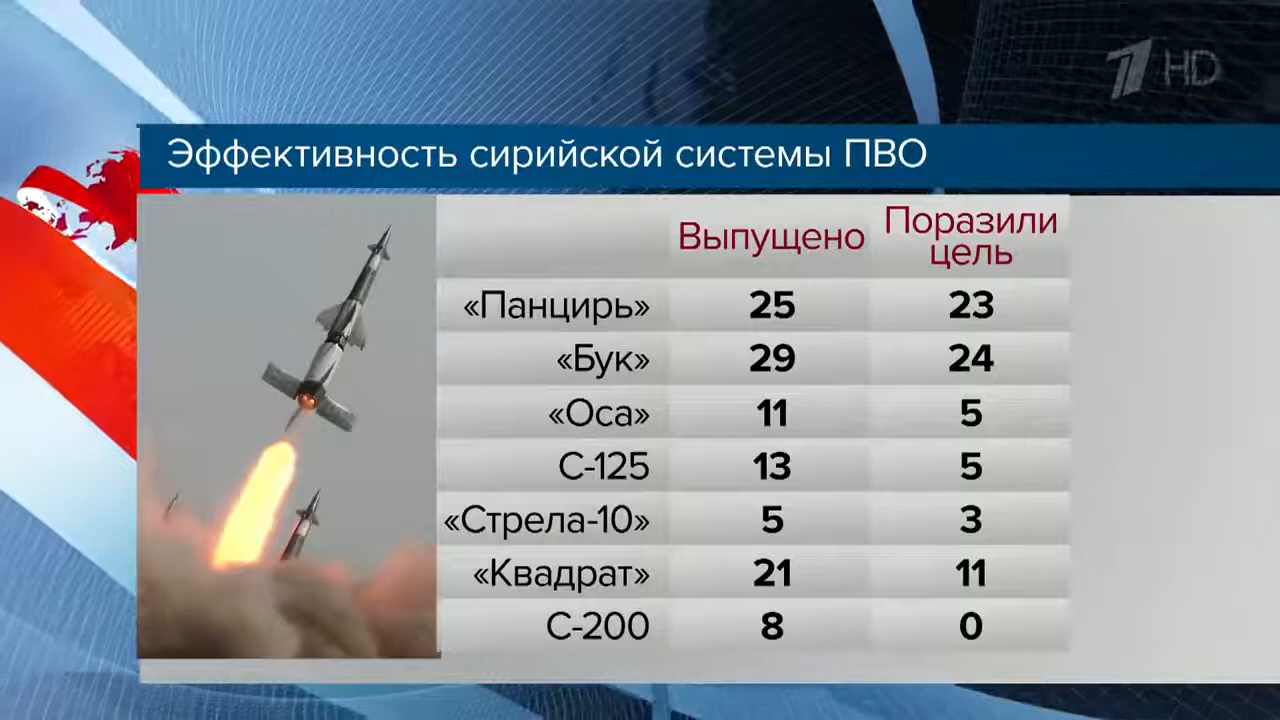 1 HD
Эффективность сирийской системы ПВО
Выпущено Поразили цель
«Панцирь» 25 23
«Бук» 29 24
«Оса» 11 5
С-125 13 5
«Стрела-10» 5 3
«Квадрат» 21 11
С-200 8 0